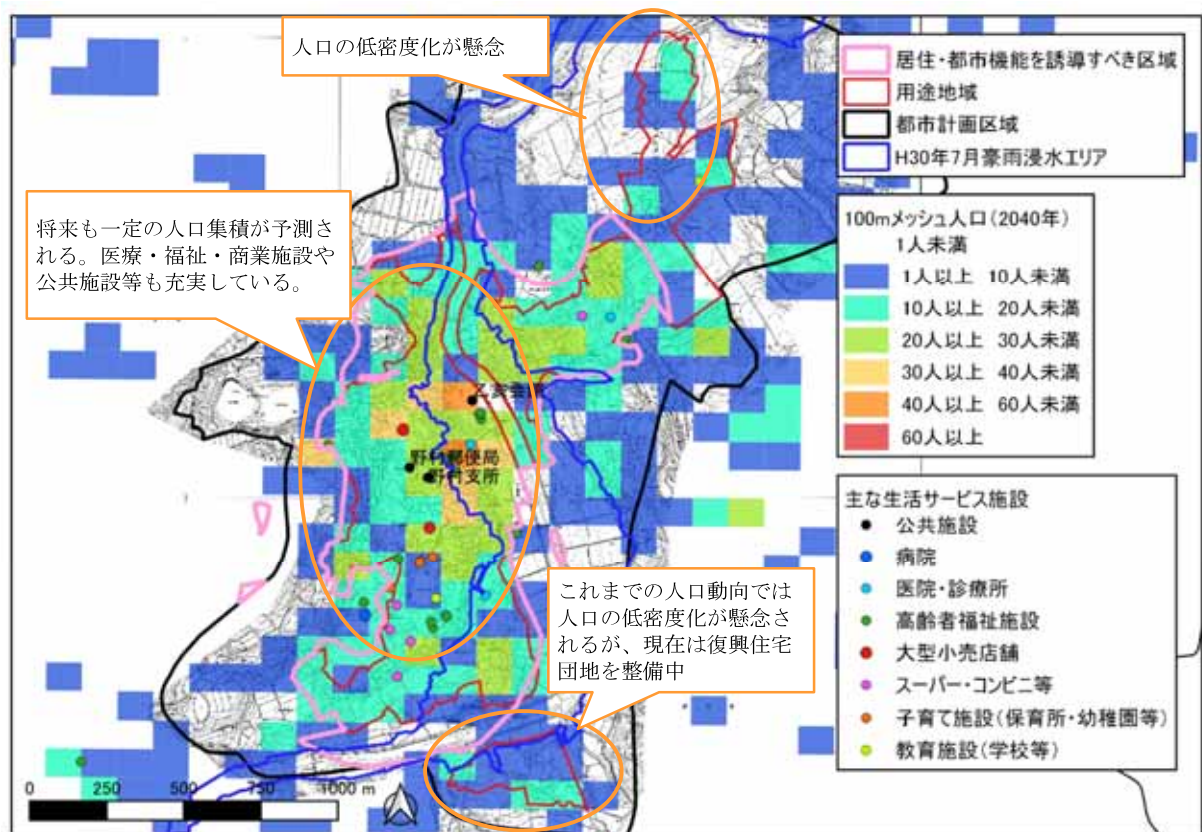 人口の低密度化が懸念
将来も一定の人口集積が予測さ
れる。医療・福祉・商業施設や
公共施設等も充実している。
居住・都市機能を誘導すべき区域
用途地域
都市計画区域
H30年7月豪雨浸水エリア
100mメッシュ人口(2040年)
1人未満
1人以上 10人未満
10人以上 20人未満
20人以上 30人未満
30人以上 40人未満
40人以上 60人未満
60人以上
野村郵便局
野村支所
主な生活サービス施設
公共施設
病院
医院・診療所
高齢者福祉施設
大型小売店舗
スーパー・コンビニ等
子育て施設(保育所・幼稚園等)
教育施設(学校等)
これまでの人口動向では
人口の低密度化が懸念さ
れるが、現在は復興住宅
団地を整備中
0 250 500 750 1000 m